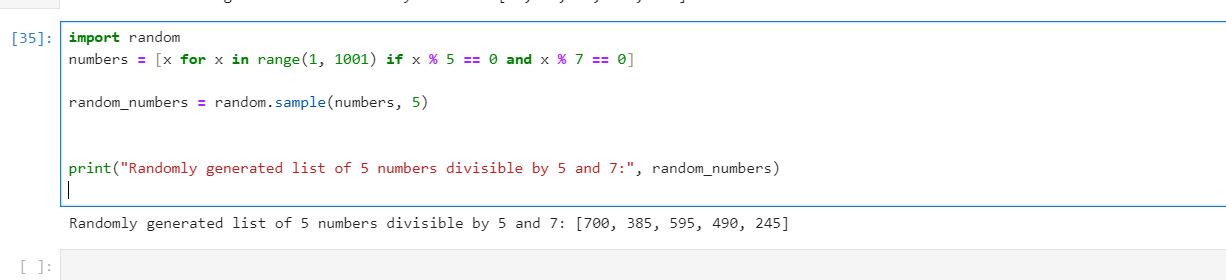 [35]:
import random
numbers = [x for x in range(1, 1001) if x % 5 == 0 and x % 7 == 0]
random_numbers = random.sample(numbers, 5)
print("Randomly generated list of 5 numbers divisible by 5 and 7:", random_numbers)
Randomly generated list of 5 numbers divisible by 5 and 7: [700, 385, 595, 490, 245]
[ ]: